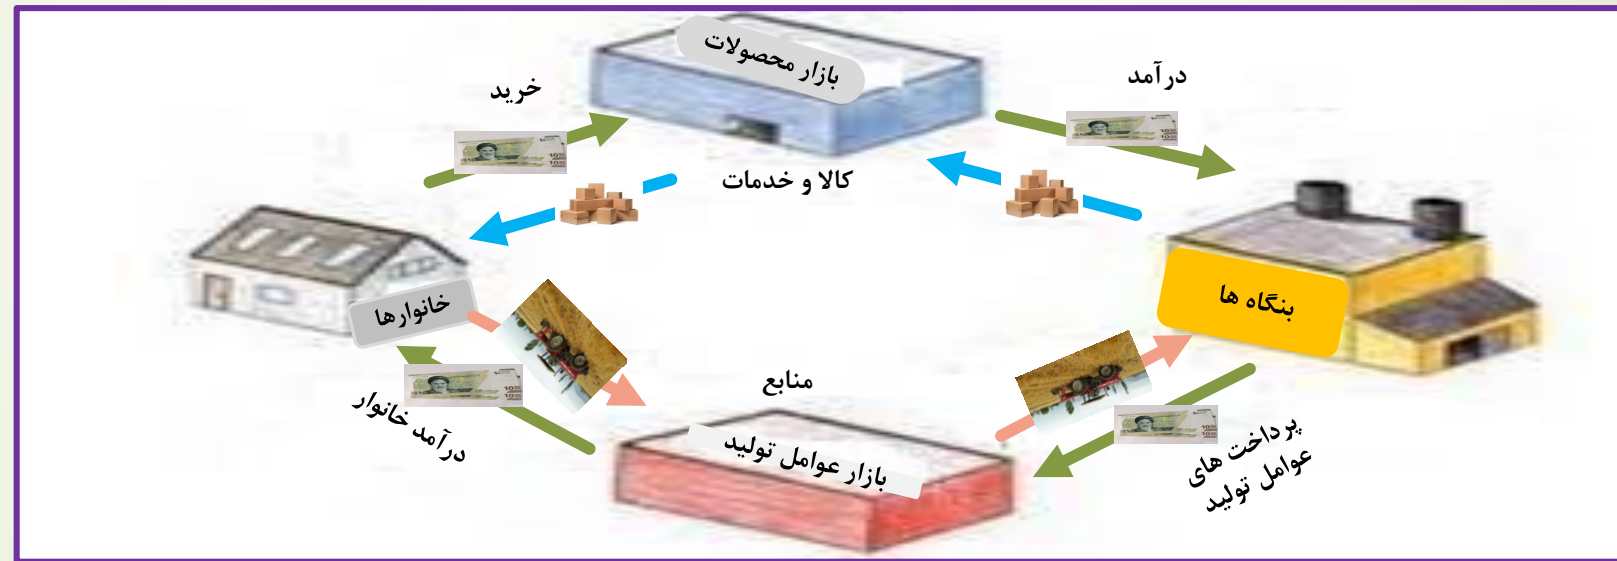 بازار محصولات
درآمد
خرید
کالا و خدمات
بنگاه ها
خانوارها
منابع
درآمد خانوار
بازار عوامل تولید
پرداخت های
عوامل تولید